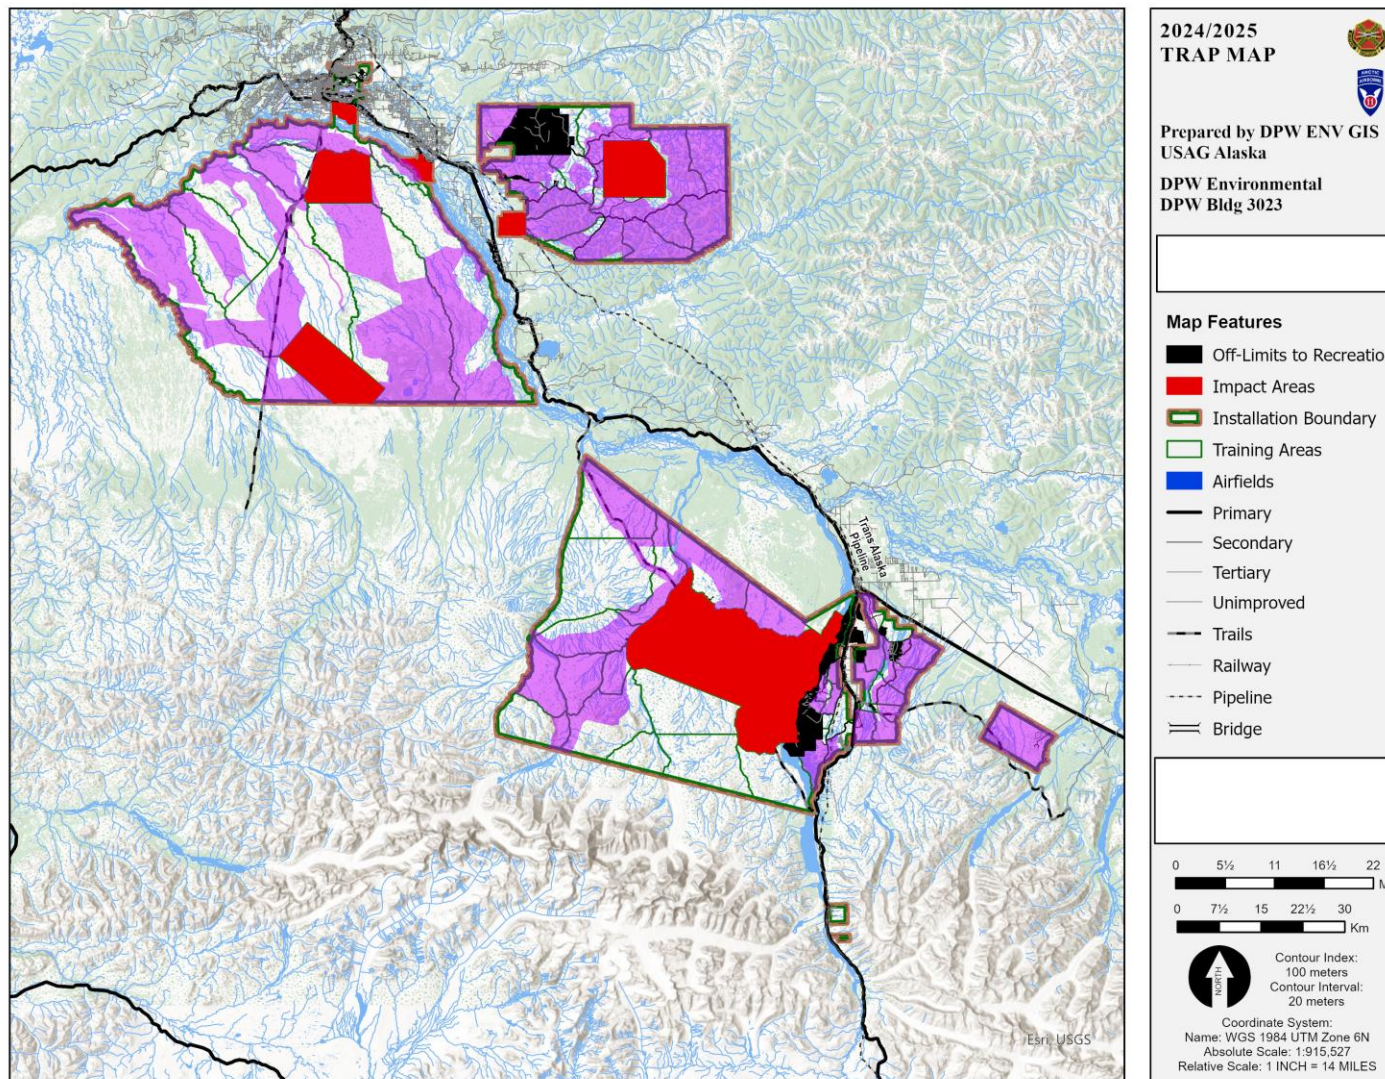 2024/2025
TRAP MAP
ARCTIC
AIRBORNE
11
Prepared by DPW ENV GIS
USAG Alaska
DPW Environmental
DPW Bldg 3023
Map Features
Off-Limits to Recreatio
Impact Areas
Installation Boundary
Training Areas
Airfields
Primary
Secondary
Tertiary
Unimproved
Trails
Railway
Pipeline
Bridge
0 5½ 11 16½ 22
M
0 7½ 15 22½ 30
Km
NORTH
Contour Index:
100 meters
Contour Interval:
20 meters
Coordinate System:
Name: WGS 1984 UTM Zone 6N
Absolute Scale: 1:915,527
Relative Scale: 1 INCH = 14 MILES
Trans Alaska
Pipeline
Esri, USGS